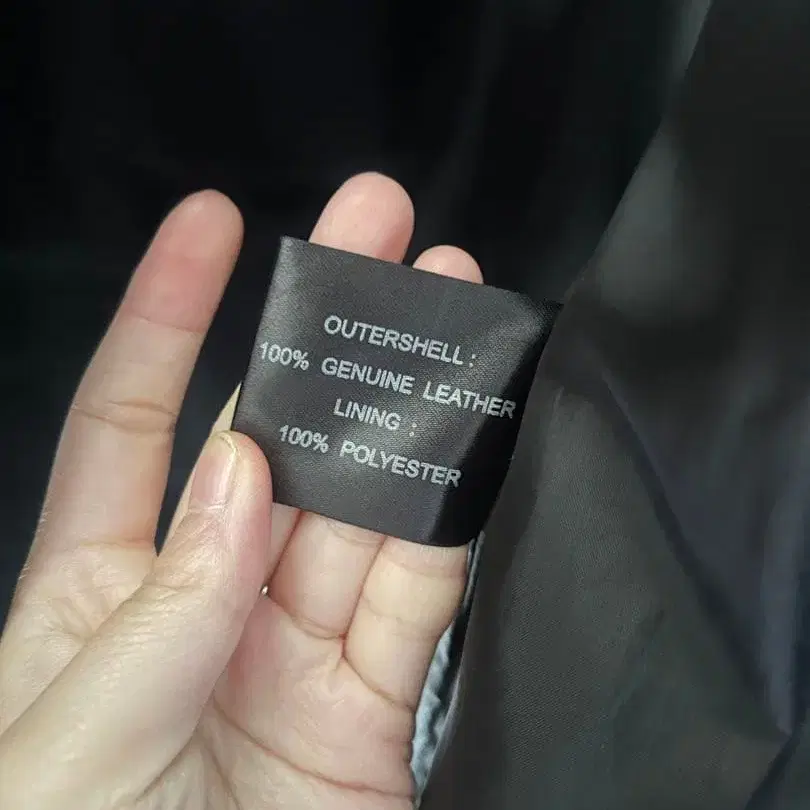 OUTERSHELL :
100% GENUINE LEATHER
LINING :
100% POLYESTER